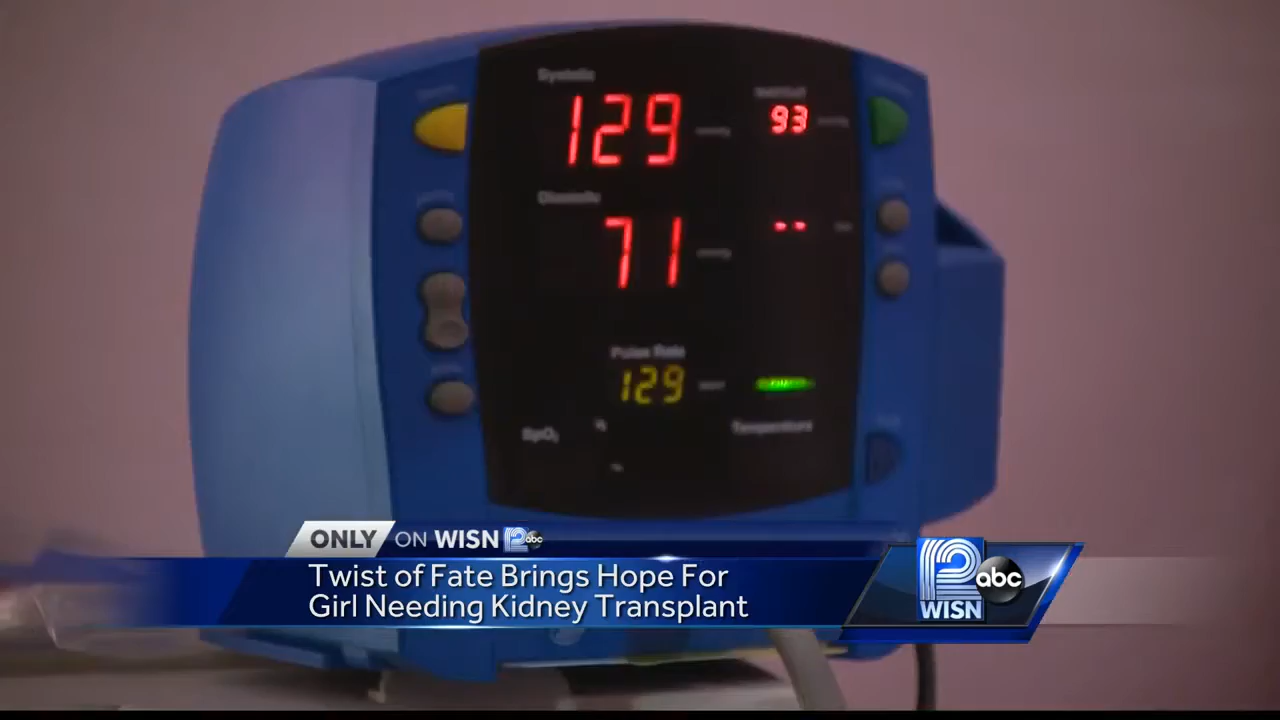 Systolic
129
93
Diastolic
71
--
Pulse Rate
129
SpO₂
%
Temperature
ONLY ON WISN 12 abc
Twist of Fate Brings Hope For
Girl Needing Kidney Transplant
12 abc
WISN